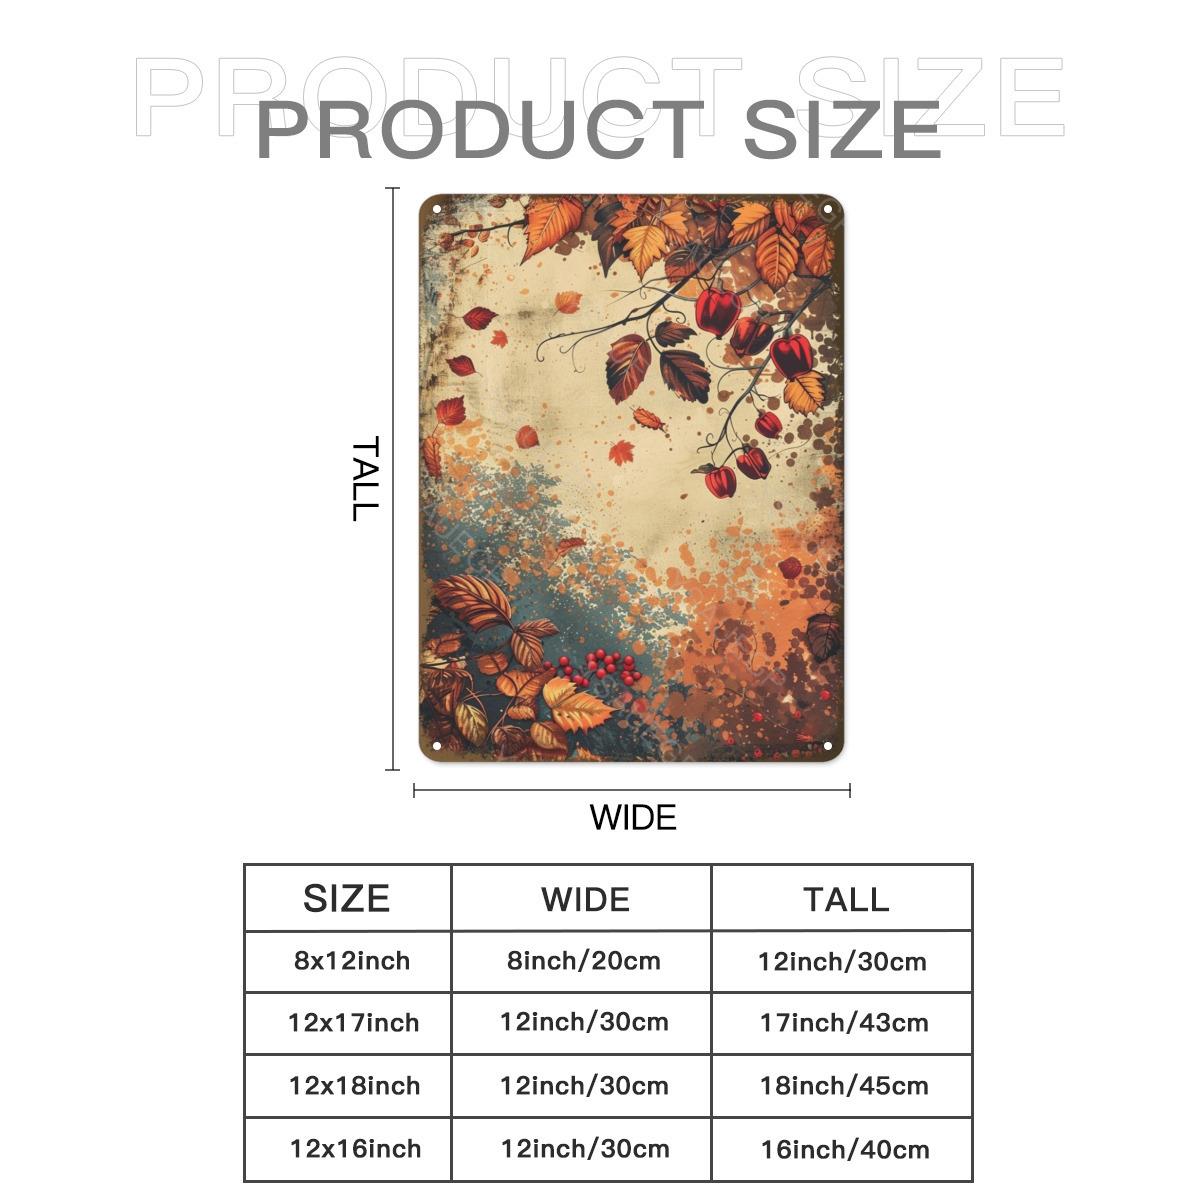 PRODUCT SIZE
PRODUCT SIZE
TALL
WIDE
SIZE WIDE TALL
8x12inch 8inch/20cm 12inch/30cm
12x17inch 12inch/30cm 17inch/43cm
12x18inch 12inch/30cm 18inch/45cm
12x16inch 12inch/30cm 16inch/40cm